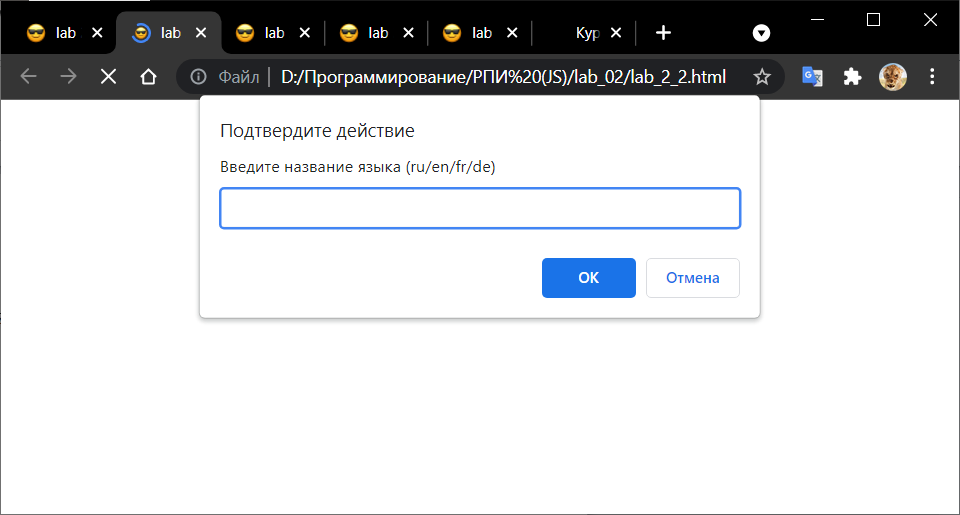 lab lab lab lab lab Кур
Файл D:/Программирование/РПИ%20(JS)/lab_02/lab_2_2.html
Подтвердите действие
Введите название языка (ru/en/fr/de)
ОК Отмена